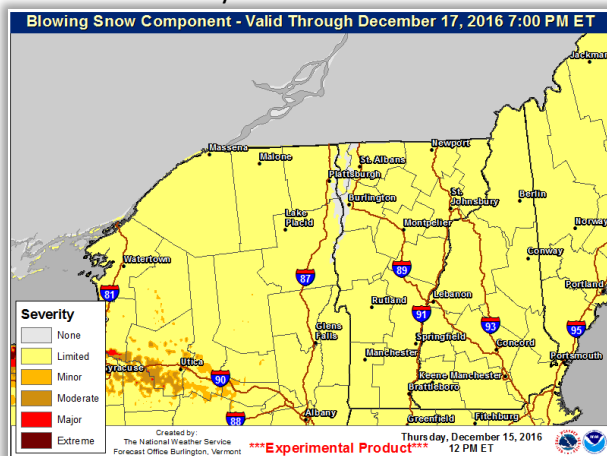 Blowing Snow Component - Valid Through December 17, 2016 7:00 PM ET
Jackman
Massena
Malone
Newport
St. Albans
Plattsburgh
Burlington
St.
Johnsbury
Berlin
Lake
Placid
Montpelier
Norway
Conway
Watertown
89
87
Portland
81
Lebanon
Rutland
91
93
95
Severity
None
Limited
Minor
Moderate
Major
Extreme
Glens
Falls
Springfield
Concord
Manchester
Portsmouth
Syracuse
Utica
90
Keene
Manchester
Brattleboro
88
Albany
Greenfield
Fitchburg
Created by:
The National Weather Service
Forecast Office Burlington, Vermont
***Experimental Product***
Thursday, December 15, 2016
12 PM ET